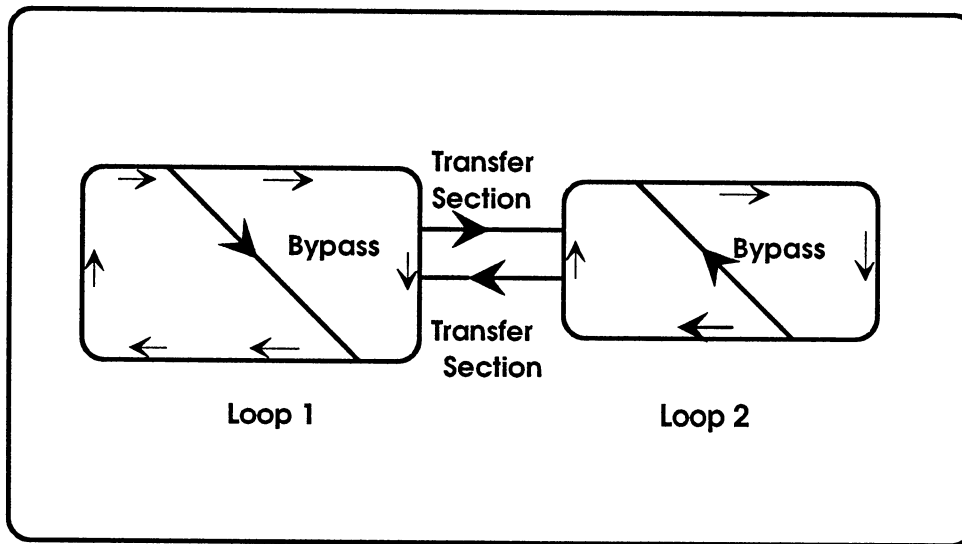 Transfer
Section
Bypass
Bypass
Transfer
Section
Loop 1
Loop 2